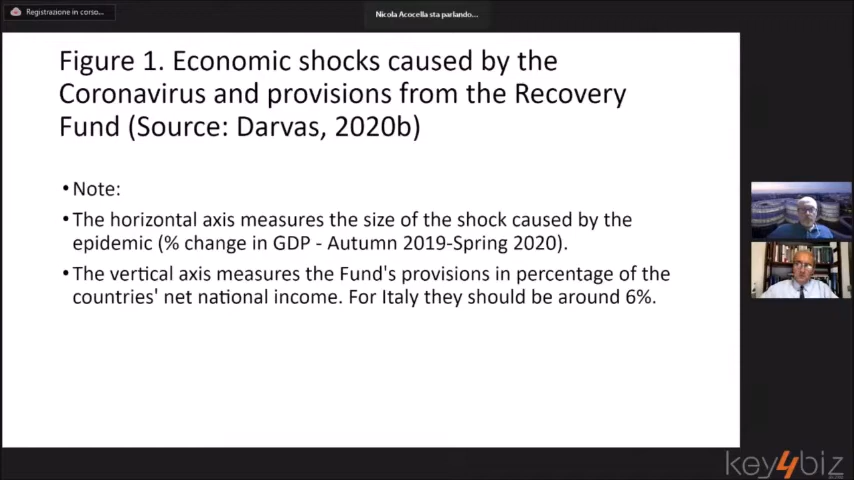 Registrazione in corso...
Nicola Acocella sta parlando...
Figure 1. Economic shocks caused by the
Coronavirus and provisions from the Recovery
Fund (Source: Darvas, 2020b)
• Note:
• The horizontal axis measures the size of the shock caused by the
epidemic (% change in GDP - Autumn 2019-Spring 2020).
• The vertical axis measures the Fund's provisions in percentage of the
countries' net national income. For Italy they should be around 6%.
key4biz